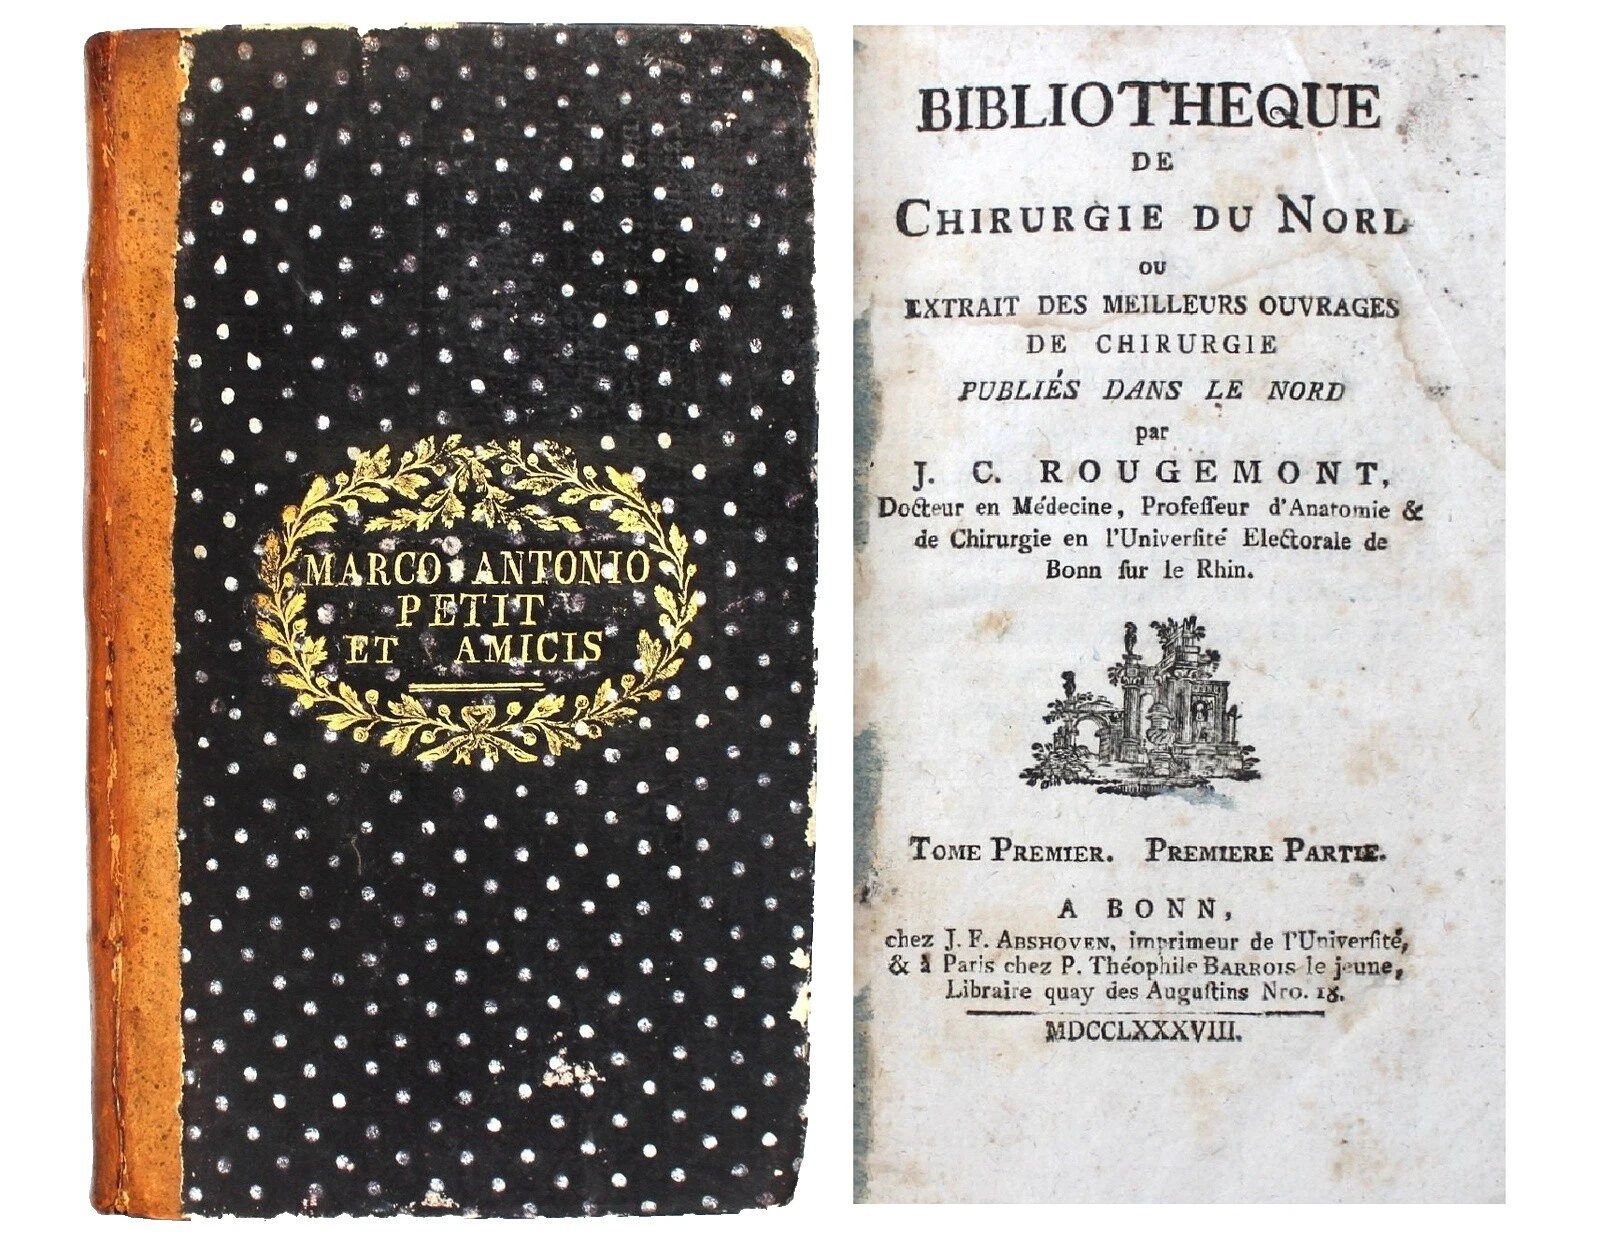 MARCO ANTONIO
PETIT
ET AMICIS
BIBLIOTHEQUE
DE
CHIRURGIE DU NORD
OU
EXTRAIT DES MEILLEURS OUVRAGES
DE CHIRURGIE
PUBLIÉS DANS LE NORD
par
J. C. ROUGEMONT,
Docteur en Médecine, Profeſſeur d'Anatomie &
de Chirurgie en l'Univerſité Electorale de
Bonn ſur le Rhin.
TOME PREMIER. PREMIERE PARTIE.
A BONN,
chez J. F. ABSHOVEN, imprimeur de l'Univerſité,
& à Paris chez P. Théophile BARROIS le jeune,
Libraire quay des Auguſtins Nro. 18.
MDCCLXXXVIII.